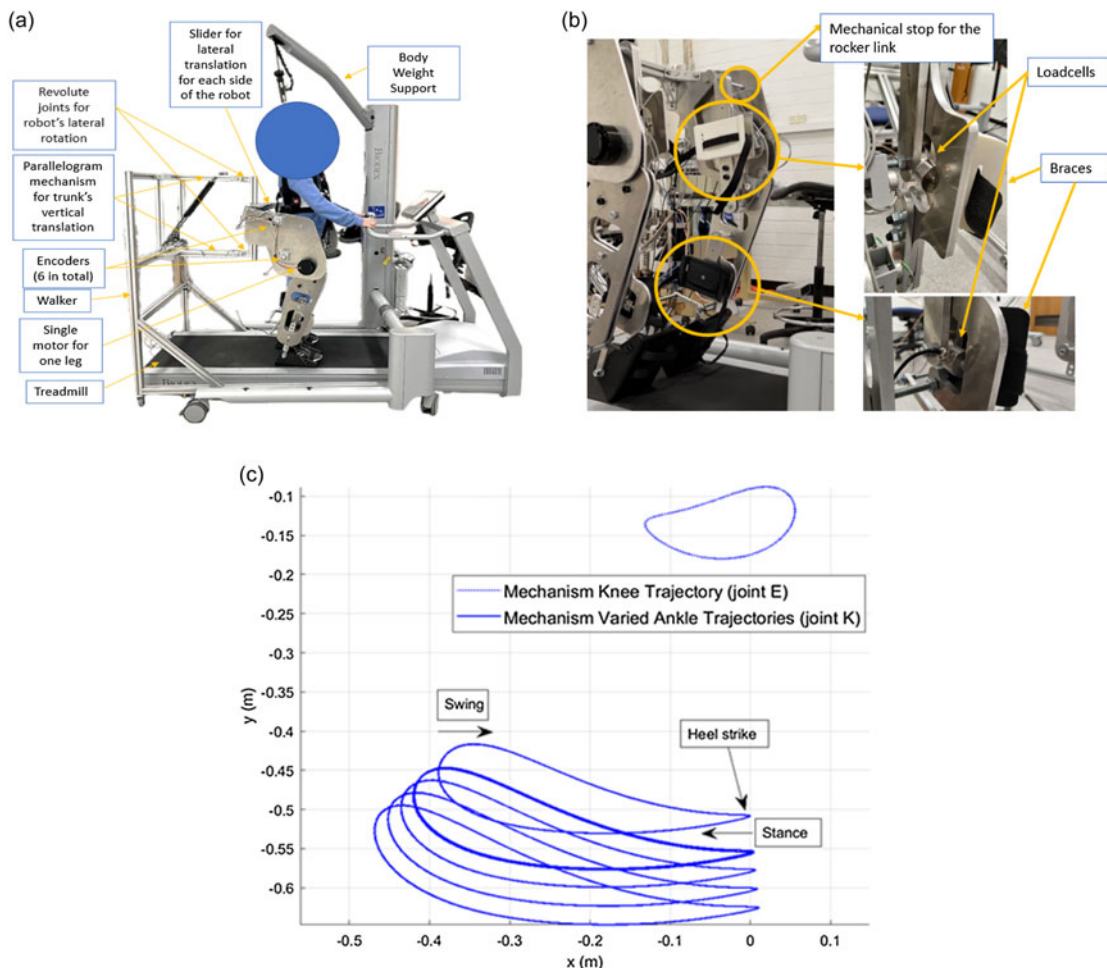 (a)
Slider for
lateral
translation
for each side
of the robot
Body
Weight
Support
Revolute
joints for
robot's lateral
rotation
Parallelogram
mechanism
for trunk's
vertical
translation
Encoders
(6 in total)
Walker
Single
motor for
one leg
Treadmill
BIODEX
(b)
Mechanical stop for the
rocker link
Loadcells
Braces
(c)
-0.1
-0.15
-0.2
-0.25
-0.3
-0.35
-0.4
-0.45
-0.5
-0.55
-0.6
y (m)
Mechanism Knee Trajectory (joint E)
Mechanism Varied Ankle Trajectories (joint K)
Swing
Heel strike
Stance
-0.5
-0.4
-0.3
-0.2
-0.1
0
0.1
x (m)